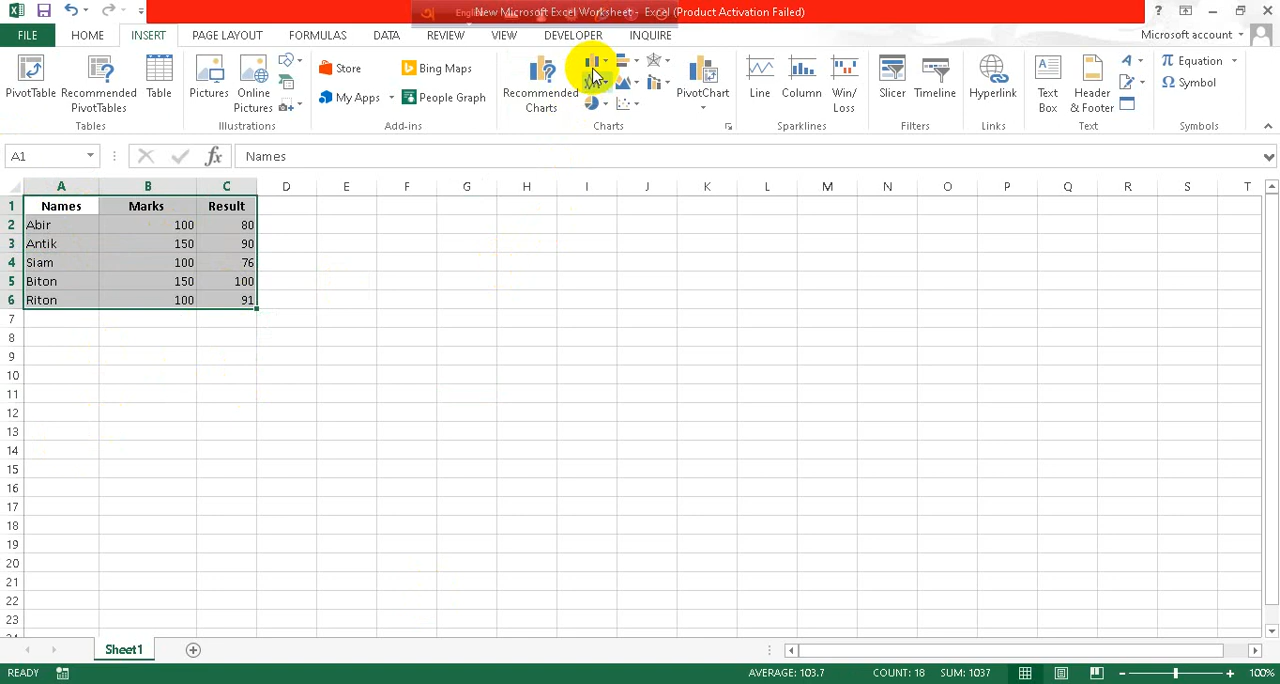 New Microsoft Excel Worksheet - Excel (Product Activation Failed)
FILE HOME INSERT PAGE LAYOUT FORMULAS DATA REVIEW VIEW DEVELOPER INQUIRE Microsoft account
PivotTable Recommended PivotTables Table Pictures Online Pictures Store My Apps Bing Maps People Graph Recommended Charts PivotChart Line Column Win/Loss Slicer Timeline Hyperlink Text Box Header & Footer Equation Symbol
Tables Illustrations Add-ins Charts Sparklines Filters Links Text Symbols
A1 fx Names
A B C D E F G H I J K L M N O P Q R S T
1 Names Marks Result
2 Abir 100 80
3 Antik 150 90
4 Siam 100 76
5 Biton 150 100
6 Riton 100 91
7
8
9
10
11
12
13
14
15
16
17
18
19
20
21
22
23
Sheet1
READY AVERAGE: 103.7 COUNT: 18 SUM: 1037 100%